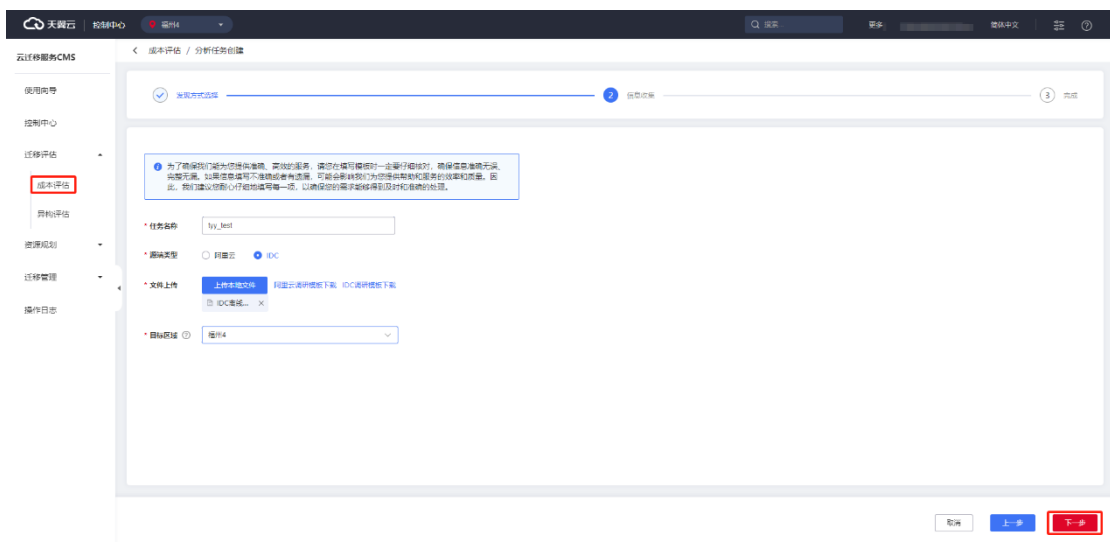 天翼云 控制中心 福州4 搜索 更多 简体中文
云迁移服务CMS
成本评估 / 分析任务创建
使用向导
发现方式选择 2 信息收集 3 完成
控制中心
迁移评估
成本评估
异构评估
资源规划
迁移管理
操作日志
为了确保我们能为您提供准确、高效的服务，请您在填写模板时一定要仔细核对，确保信息准确无误、
完整无漏。如果信息填写不准确或者有遗漏，可能会影响我们为您提供帮助和服务的效率和质量。因
此，我们建议您耐心仔细地填写每一项，以确保您的需求能够得到及时和准确的处理。
* 任务名称 tyy_test
* 源端类型 阿里云 IDC
* 文件上传 上传本地文件 阿里云调研模板下载 IDC调研模板下载
* 目标区域 福州4
取消 上一步 下一步